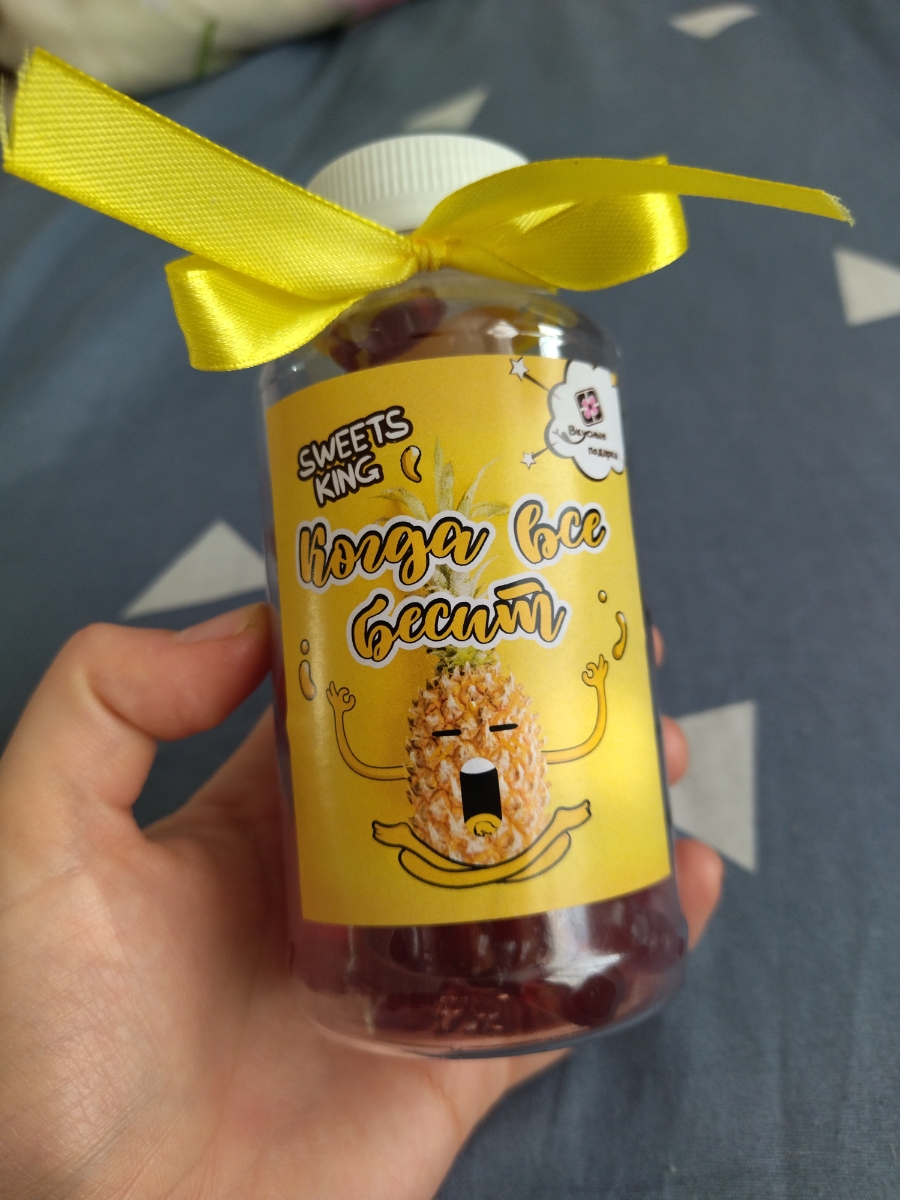 SWEETS
KING
Вкусные
подарки
Когда все
бесит